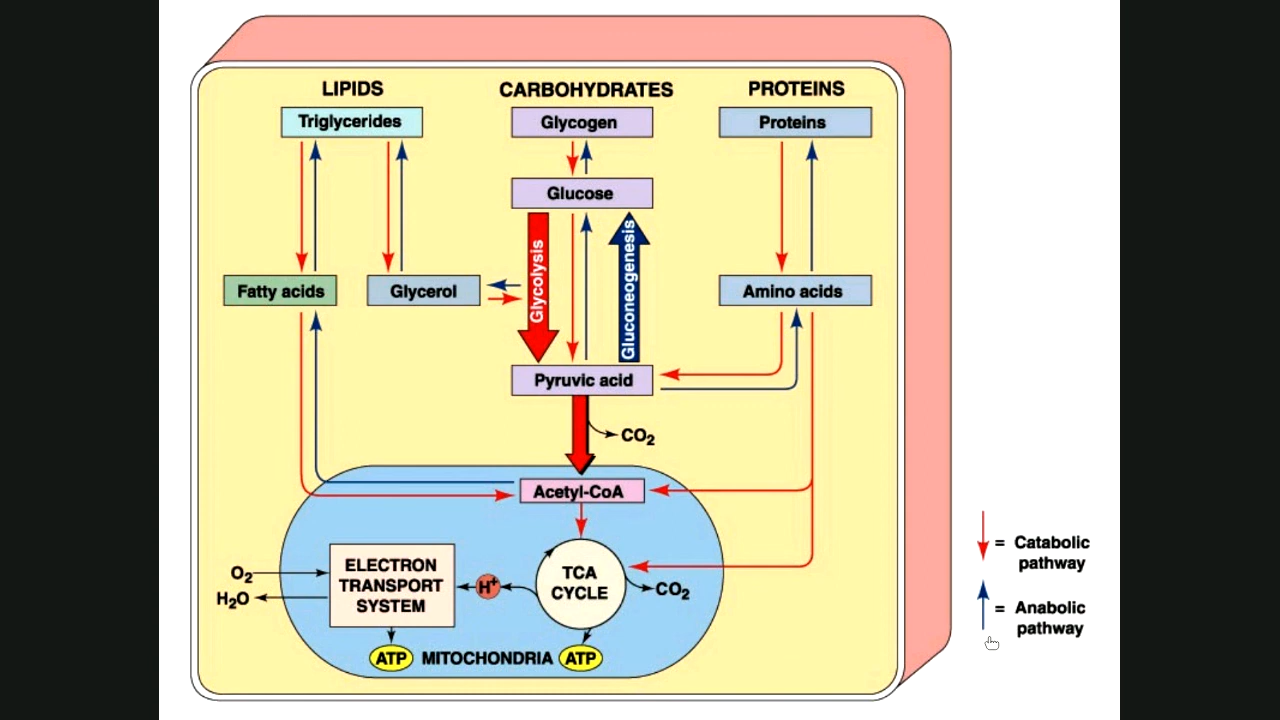 LIPIDS
CARBOHYDRATES
PROTEINS
Triglycerides
Glycogen
Proteins
Glucose
Glycolysis
Gluconeogenesis
Fatty acids
Glycerol
Amino acids
Pyruvic acid
CO2
Acetyl-CoA
ELECTRON
TRANSPORT
SYSTEM
O2
H2O
H+
TCA
CYCLE
CO2
ATP
MITOCHONDRIA
ATP
= Catabolic
pathway
= Anabolic
pathway